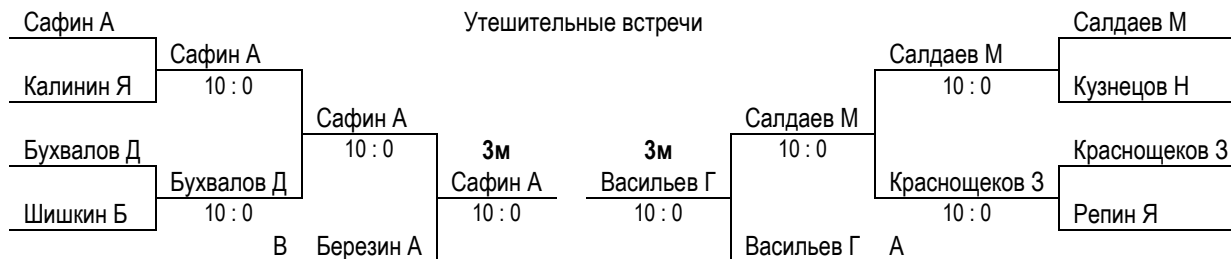 Сафин А Утешительные встречи Салдаев М
Сафин А Салдаев М
Калинин Я 10 : 0 10 : 0 Кузнецов Н
Сафин А Салдаев М
Бухвалов Д 10 : 0 3м 3м 10 : 0 Краснощеков З
Бухвалов Д Сафин А Васильев Г Краснощеков З
Шишкин Б 10 : 0 10 : 0 10 : 0 10 : 0 Репин Я
В Березин А Васильев Г А